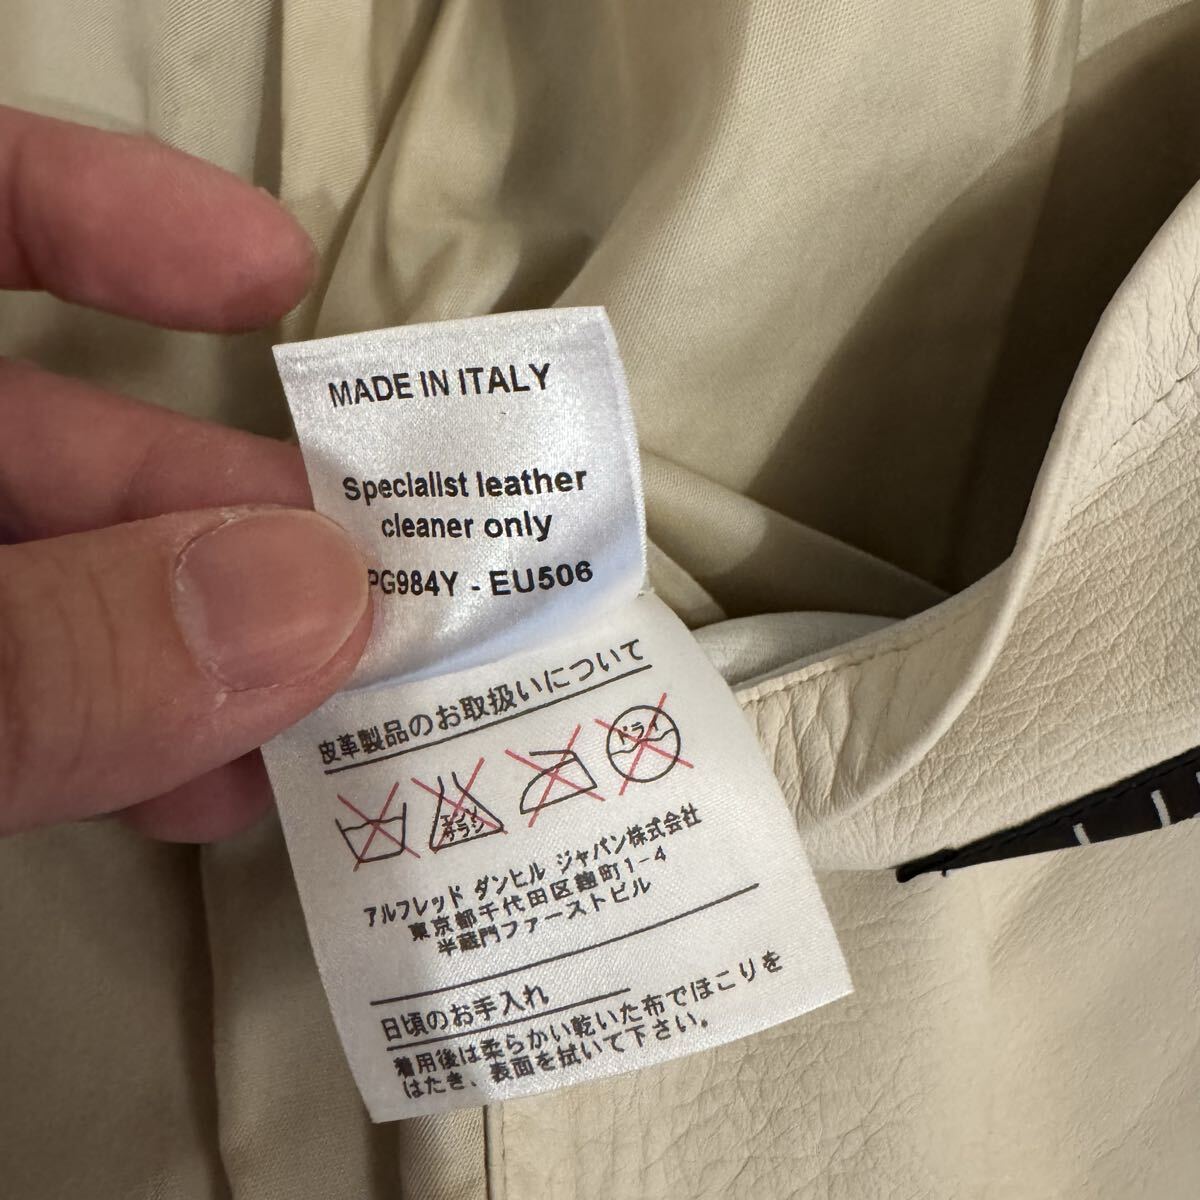 MADE IN ITALY
Specialist leather
cleaner only
PG984Y - EU506
皮革製品のお取扱いについて
エンソ
サラシ
ドライ
アルフレッド ダンヒル ジャパン株式会社
東京都千代田区麹町1-4
半蔵門ファーストビル
日頃のお手入れ
着用後は柔らかい乾いた布でほこりを
はたき、表面を拭いて下さい。